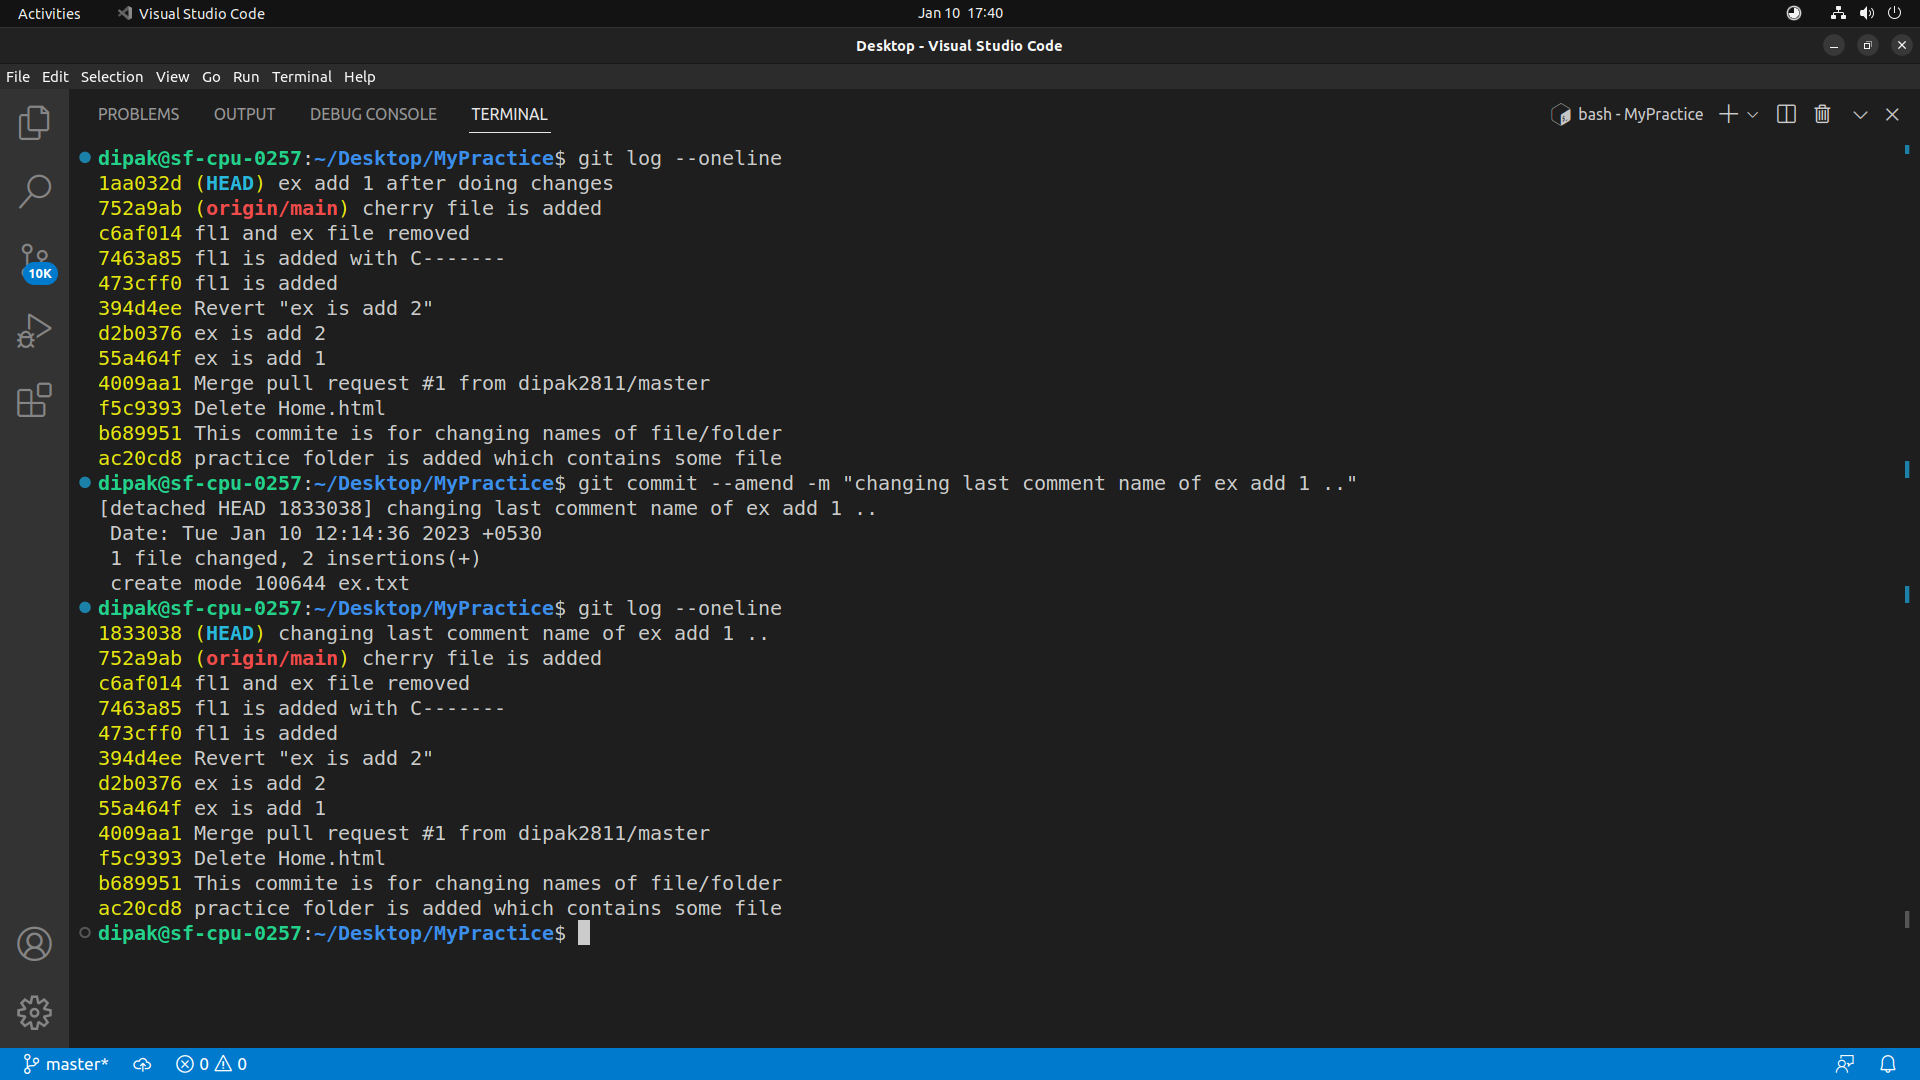 Activities Visual Studio Code Jan 10 17:40
Desktop - Visual Studio Code
File Edit Selection View Go Run Terminal Help
PROBLEMS OUTPUT DEBUG CONSOLE TERMINAL bash - MyPractice
dipak@sf-cpu-0257:~/Desktop/MyPractice$ git log --oneline
1aa032d (HEAD) ex add 1 after doing changes
752a9ab (origin/main) cherry file is added
c6af014 fl1 and ex file removed
7463a85 fl1 is added with C-------
473cff0 fl1 is added
394d4ee Revert "ex is add 2"
d2b0376 ex is add 2
55a464f ex is add 1
4009aa1 Merge pull request #1 from dipak2811/master
f5c9393 Delete Home.html
b689951 This commite is for changing names of file/folder
ac20cd8 practice folder is added which contains some file
dipak@sf-cpu-0257:~/Desktop/MyPractice$ git commit --amend -m "changing last comment name of ex add 1 .."
[detached HEAD 1833038] changing last comment name of ex add 1 ..
Date: Tue Jan 10 12:14:36 2023 +0530
1 file changed, 2 insertions(+)
create mode 100644 ex.txt
dipak@sf-cpu-0257:~/Desktop/MyPractice$ git log --oneline
1833038 (HEAD) changing last comment name of ex add 1 ..
752a9ab (origin/main) cherry file is added
c6af014 fl1 and ex file removed
7463a85 fl1 is added with C-------
473cff0 fl1 is added
394d4ee Revert "ex is add 2"
d2b0376 ex is add 2
55a464f ex is add 1
4009aa1 Merge pull request #1 from dipak2811/master
f5c9393 Delete Home.html
b689951 This commite is for changing names of file/folder
ac20cd8 practice folder is added which contains some file
dipak@sf-cpu-0257:~/Desktop/MyPractice$
10K
master* 0 0